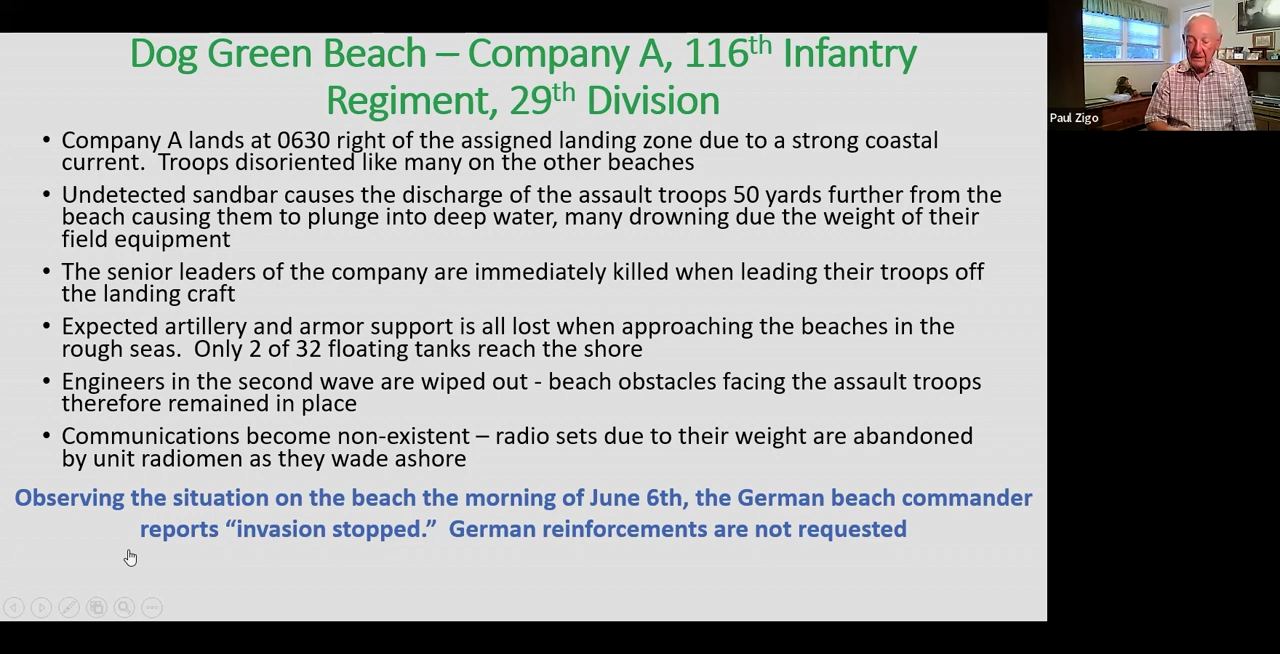 Dog Green Beach – Company A, 116th Infantry
Regiment, 29th Division
• Company A lands at 0630 right of the assigned landing zone due to a strong coastal
current.  Troops disoriented like many on the other beaches
• Undetected sandbar causes the discharge of the assault troops 50 yards further from the
beach causing them to plunge into deep water, many drowning due the weight of their
field equipment
• The senior leaders of the company are immediately killed when leading their troops off
the landing craft
• Expected artillery and armor support is all lost when approaching the beaches in the
rough seas.  Only 2 of 32 floating tanks reach the shore
• Engineers in the second wave are wiped out - beach obstacles facing the assault troops
therefore remained in place
• Communications become non-existent – radio sets due to their weight are abandoned
by unit radiomen as they wade ashore
Observing the situation on the beach the morning of June 6th, the German beach commander
reports “invasion stopped.”  German reinforcements are not requested
Paul Zigo